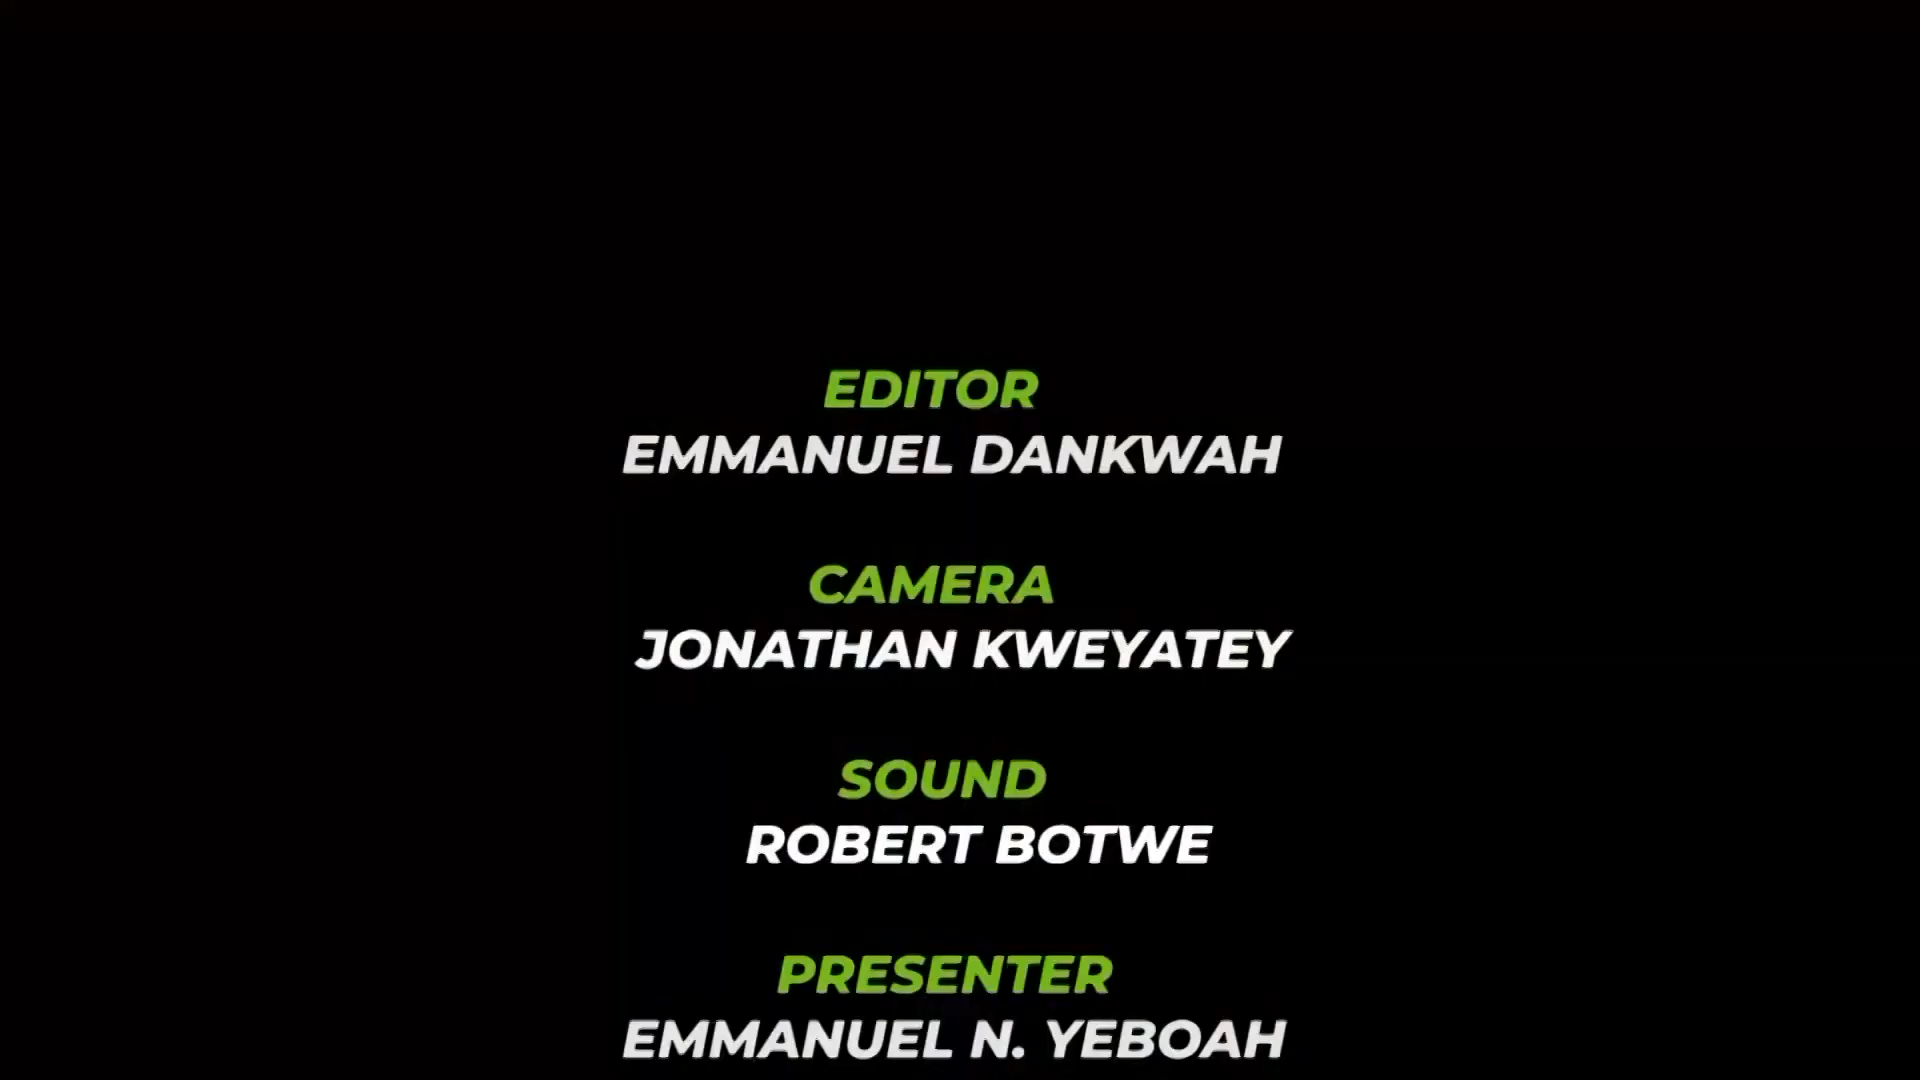 EDITOR
EMMANUEL DANKWAH
CAMERA
JONATHAN KWEYATEY
SOUND
ROBERT BOTWE
PRESENTER
EMMANUEL N. YEBOAH